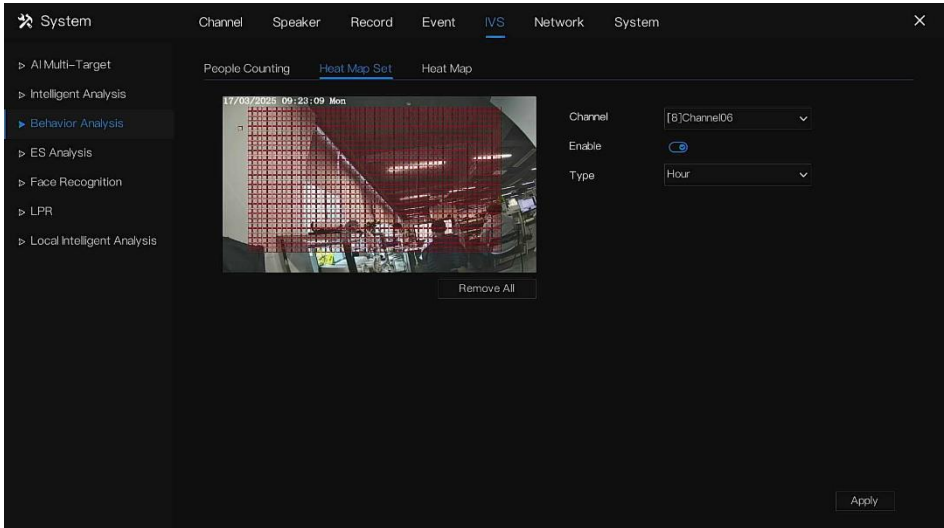 System
Channel Speaker Record Event IVS Network System
AI Multi-Target
Intelligent Analysis
Behavior Analysis
ES Analysis
Face Recognition
LPR
Local Intelligent Analysis
People Counting Heat Map Set Heat Map
17/03/2025 09:23:09 Mon
Channel [8]Channel06
Enable
Type Hour
Remove All
Apply